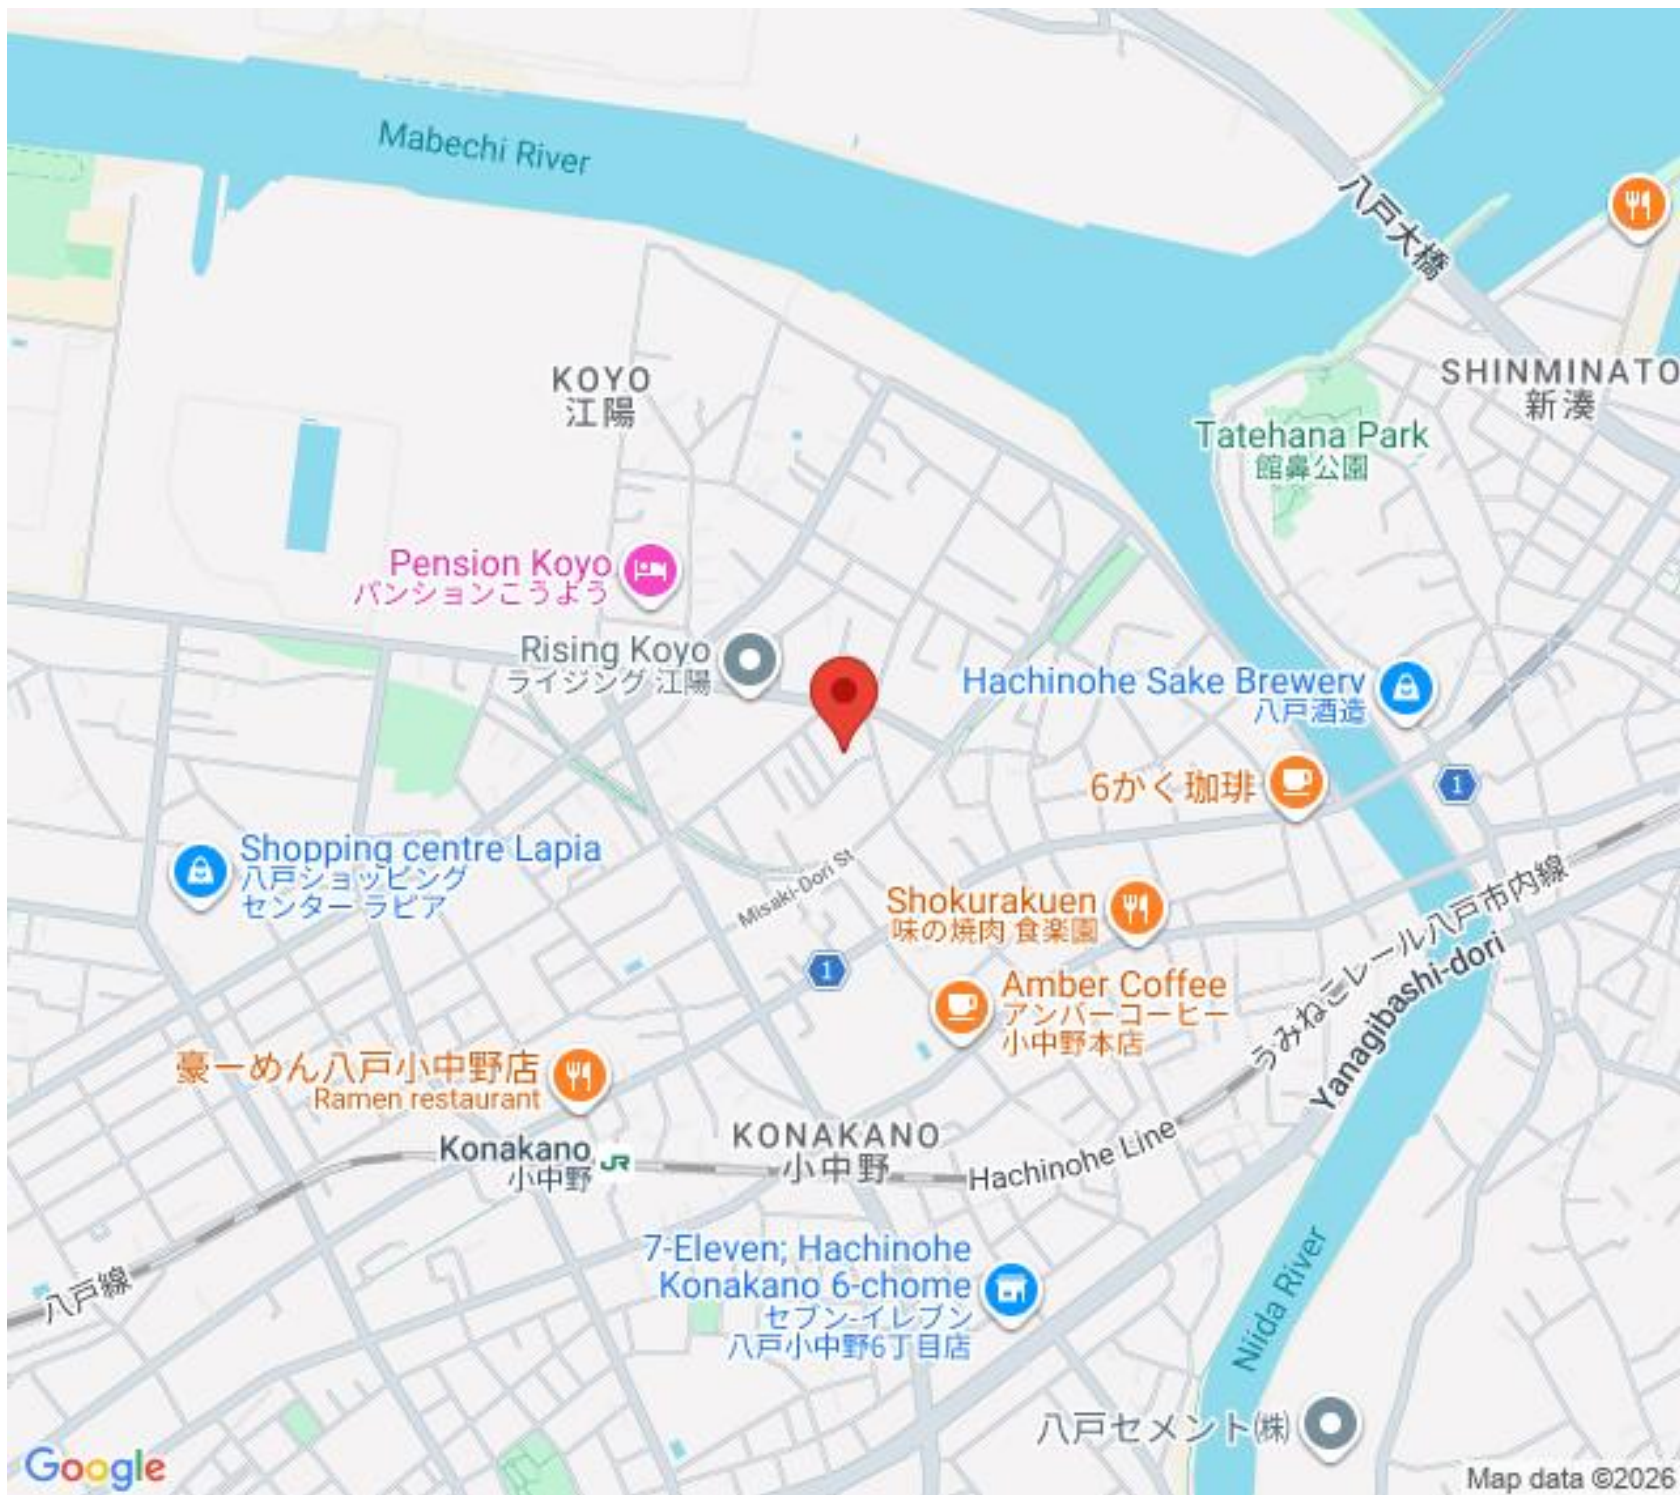 Mabechi River
八戸大橋
KOYO
江陽
SHINMINATO
新湊
Tatehana Park
館鼻公園
Pension Koyo
パンションこうよう
Rising Koyo
ライジング 江陽
Hachinohe Sake Brewery
八戸酒造
6かく珈琲
1
Shopping centre Lapia
八戸ショッピング
センター ラピア
Misaki-Dori St
Shokurakuen
味の焼肉 食楽園
うみねこレール八戸市内線
1
Amber Coffee
アンバーコーヒー
小中野本店
Yanagibashi-dori
豪ーめん八戸小中野店
Ramen restaurant
Konakano
小中野
JR
KONAKANO
小中野
Hachinohe Line
八戸線
7-Eleven; Hachinohe
Konakano 6-chome
セブン-イレブン
八戸小中野6丁目店
Niida River
八戸セメント㈱
Google
Map data ©2026